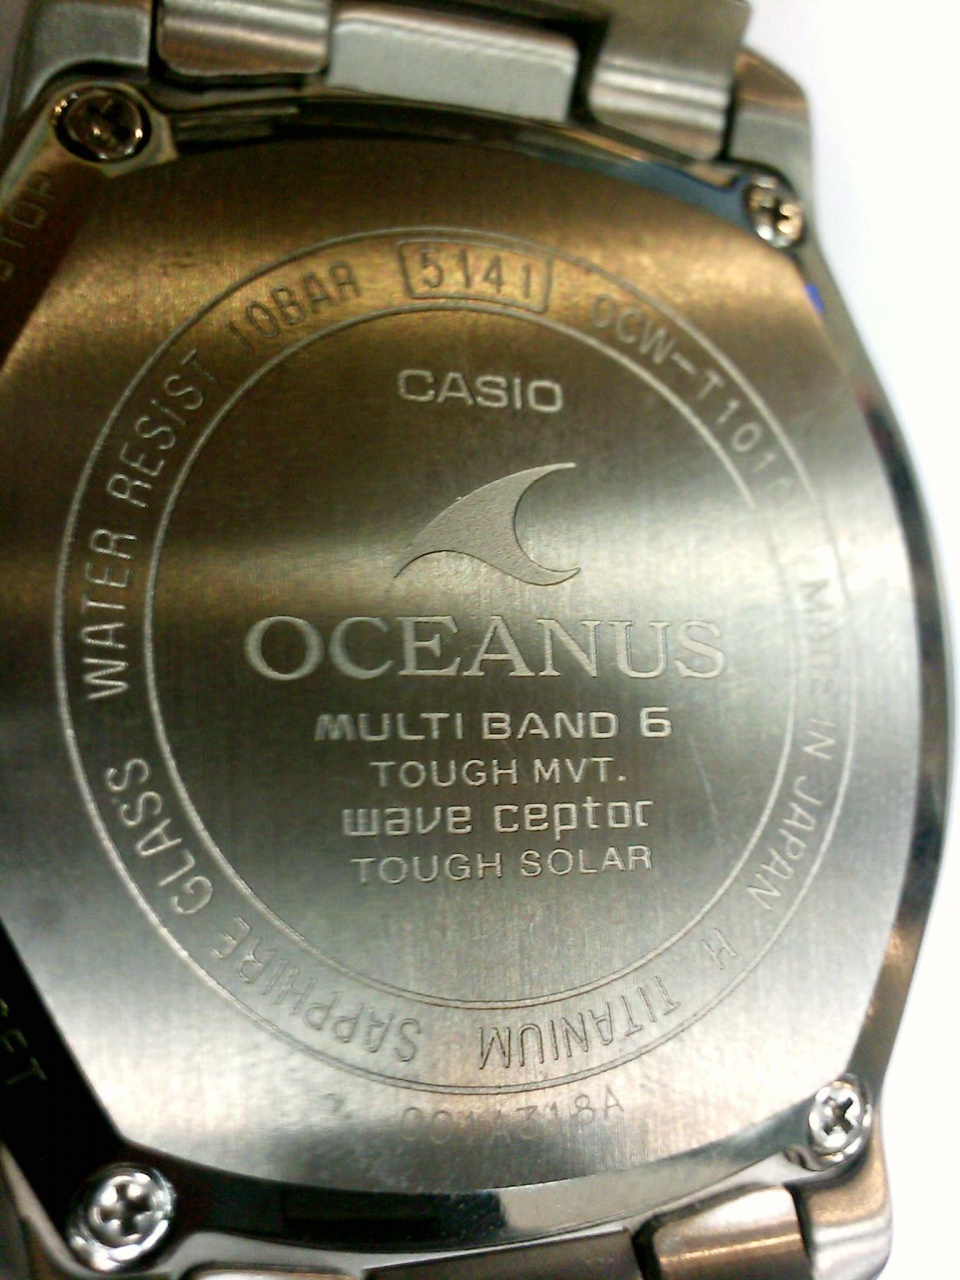 5141
OCW-T101
MADE IN JAPAN
H. TITANIUM
SAPPHIRE GLASS
WATER RESIST 10BAR
CASIO
OCEANUS
MULTI BAND 6
TOUGH MVT.
wave ceptor
TOUGH SOLAR